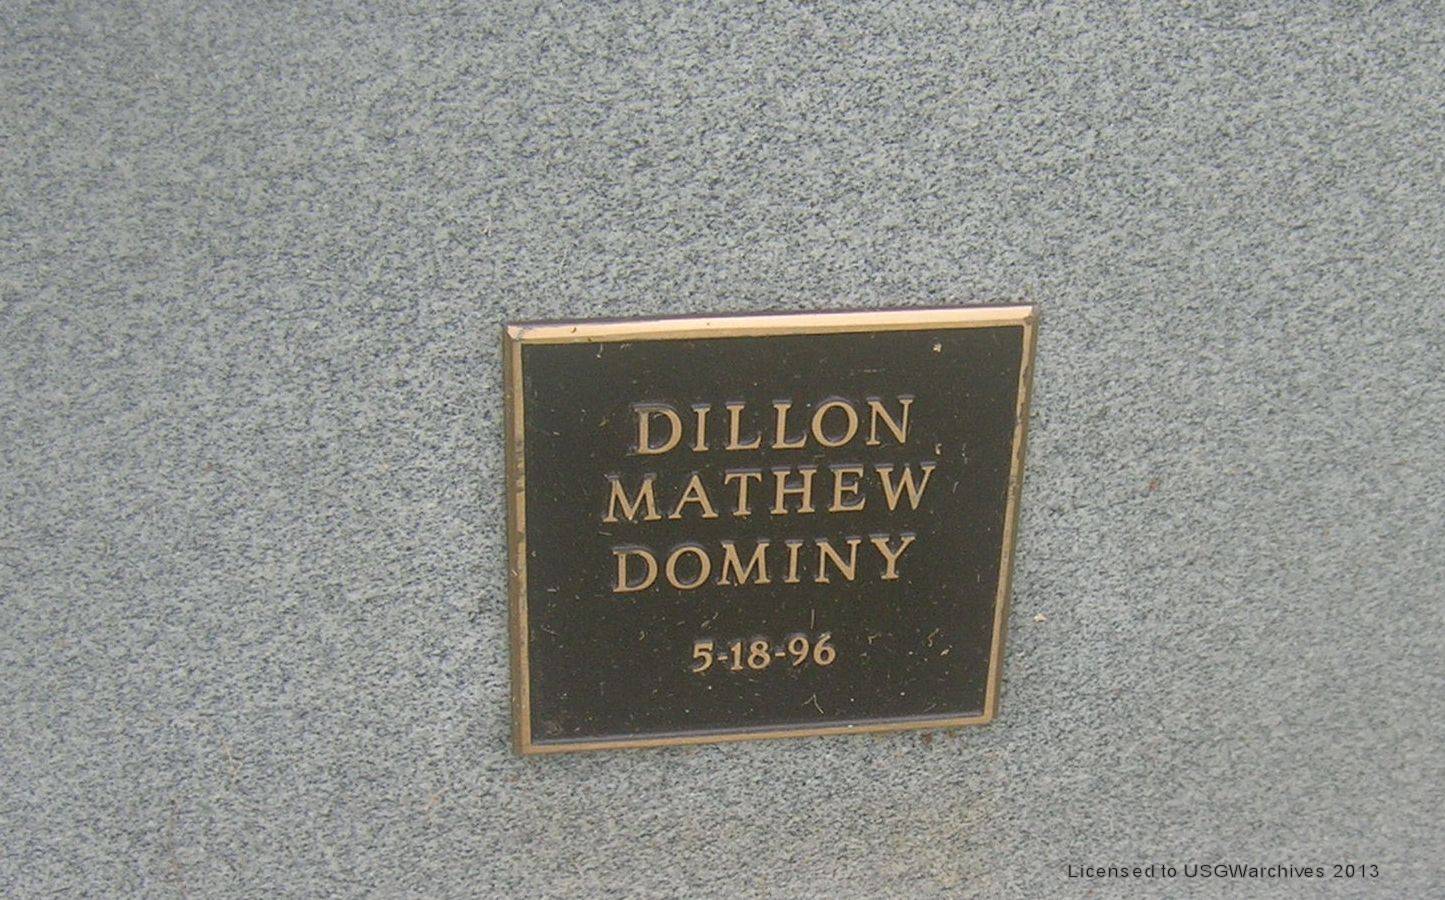 DILLON
MATHEW
DOMINY
5-18-96
Licensed to USGWarchives 2013